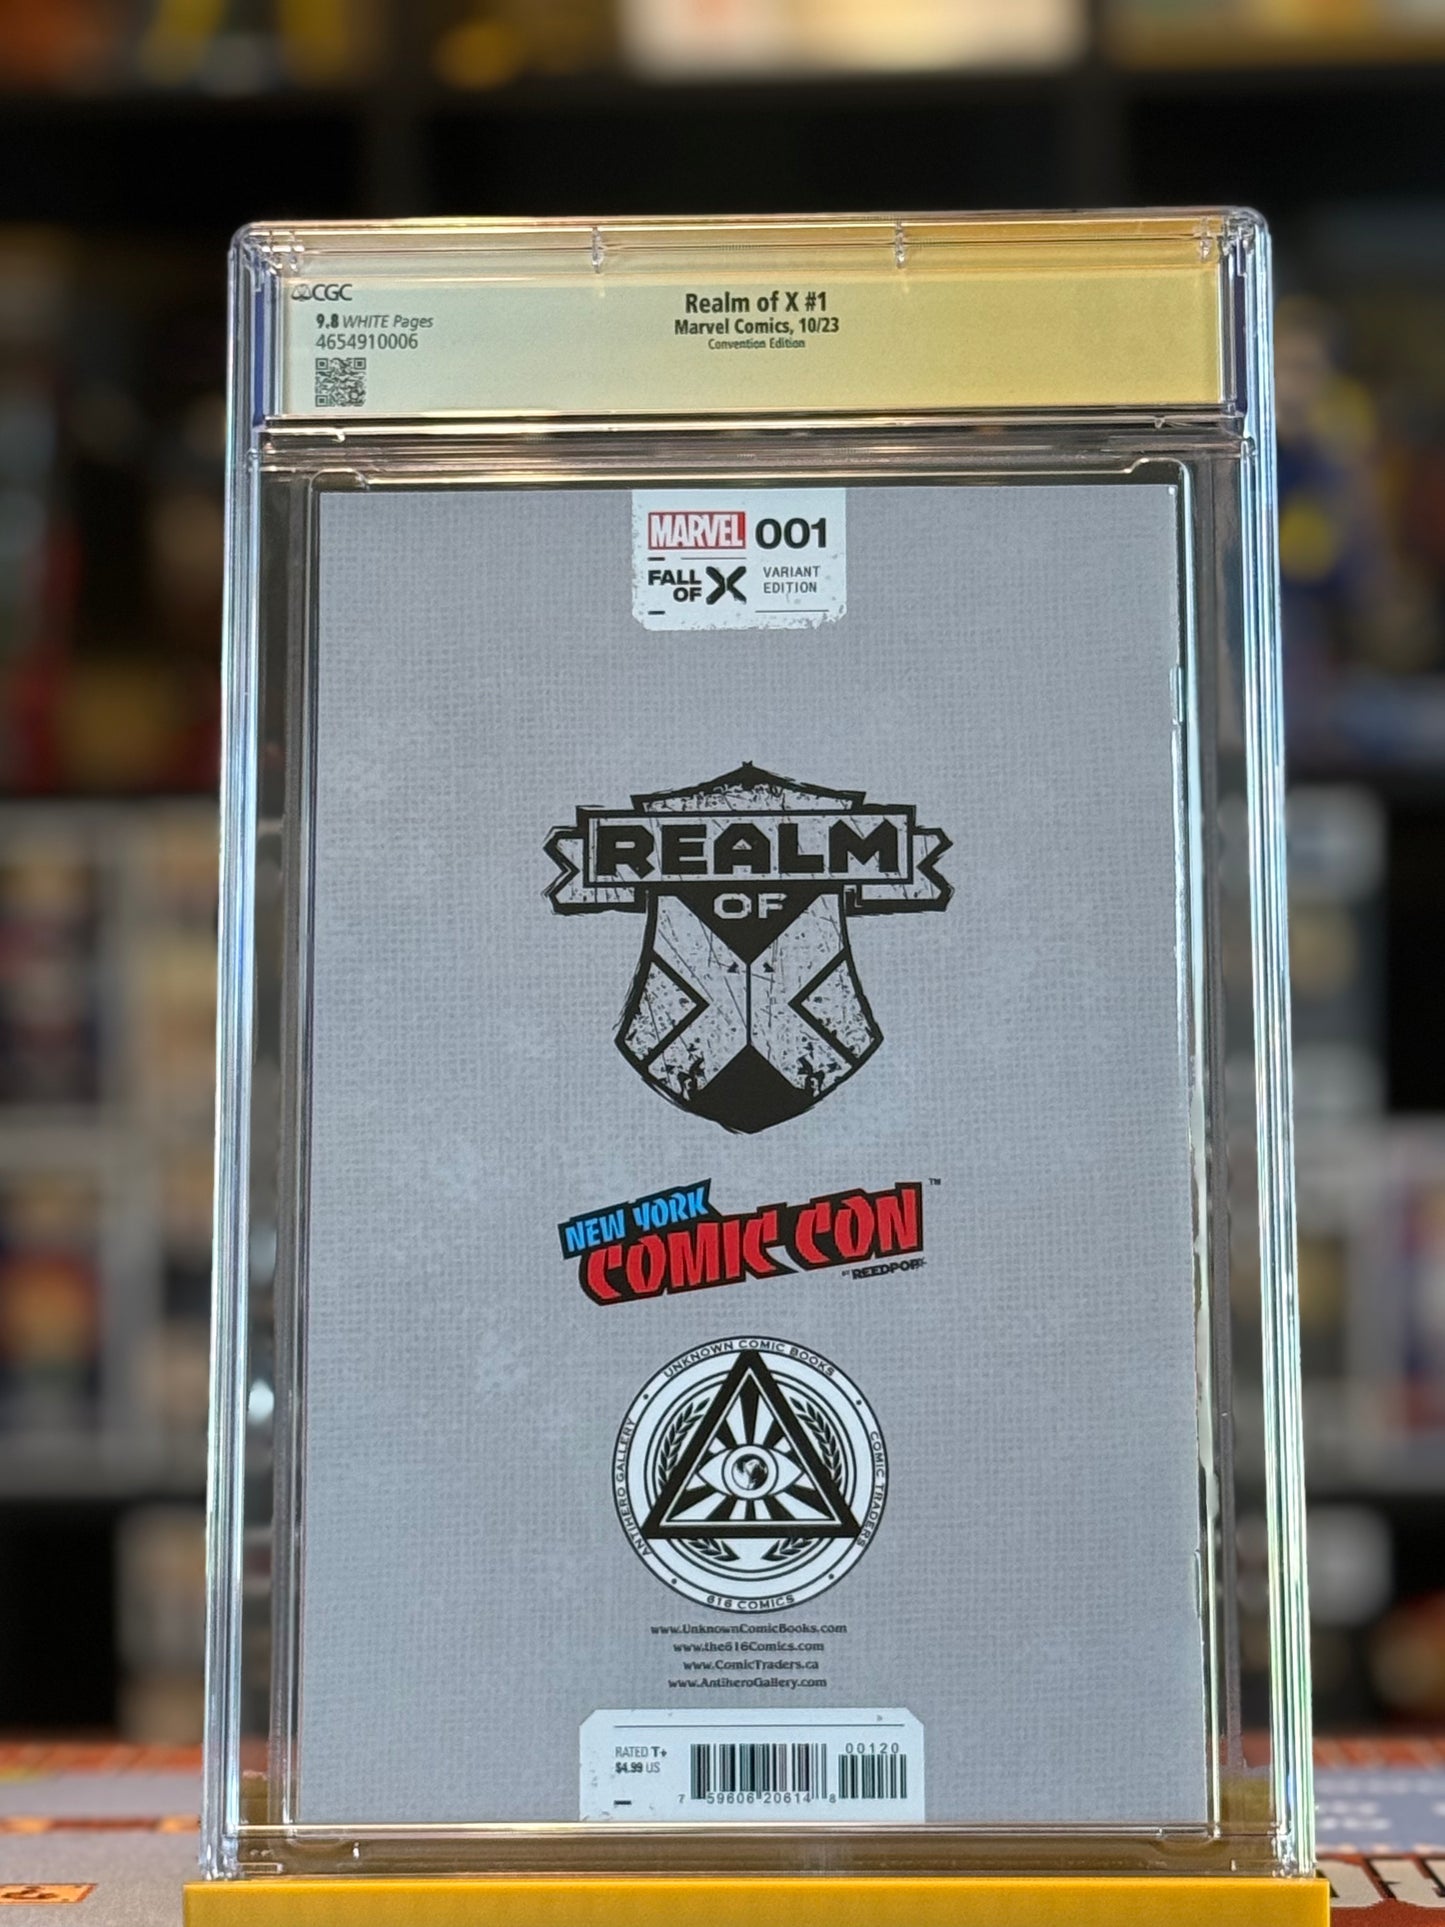 CGC
9.8 WHITE Pages
4654910006
Realm of X #1
Marvel Comics, 10/23
Convention Edition
MARVEL 001
FALL OF X VARIANT EDITION
REALM
OF
X
NEW YORK
COMIC CON ™
BY REEDPOP
UNKNOWN COMIC BOOKS
ANTIHERO GALLERY
COMIC TRADERS
616 COMICS
www.UnknownComicBooks.com
www.the616Comics.com
www.ComicTraders.ca
www.AntiheroGallery.com
RATED T+
$4.99 US
00120
7 59606 20614 8